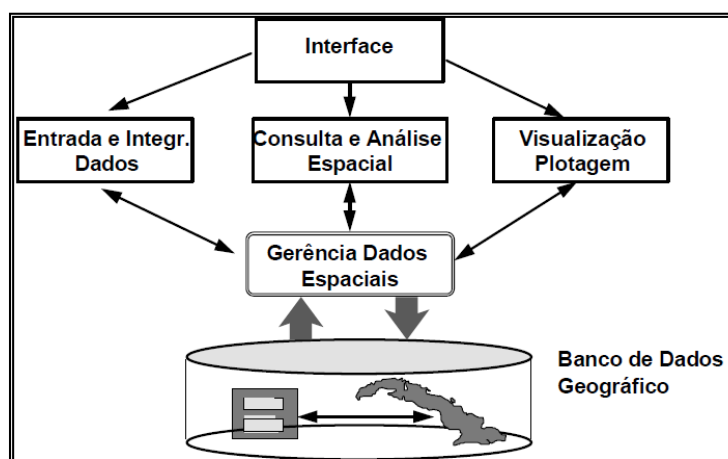 Interface
Entrada e Integr.
Dados
Consulta e Análise
Espacial
Visualização
Plotagem
Gerência Dados
Espaciais
Banco de Dados
Geográfico